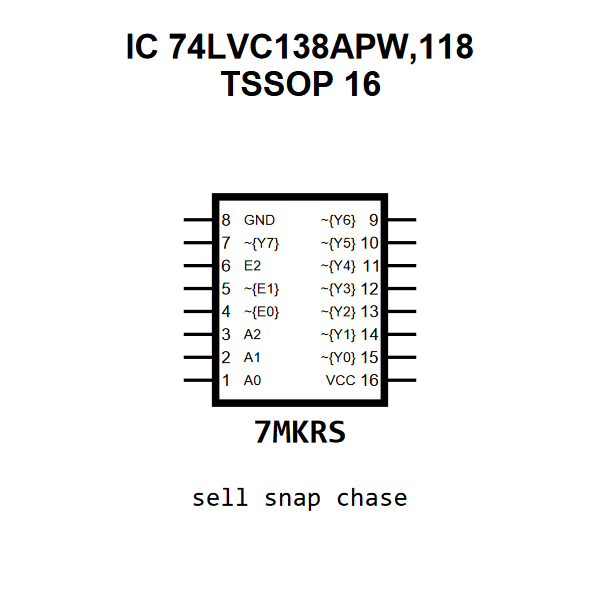 IC 74LVC138APW,118
TSSOP 16
8 GND ~{Y6} 9
7 ~{Y7} ~{Y5} 10
6 E2 ~{Y4} 11
5 ~{E1} ~{Y3} 12
4 ~{E0} ~{Y2} 13
3 A2 ~{Y1} 14
2 A1 ~{Y0} 15
1 A0 VCC 16
7MKRS
sell snap chase